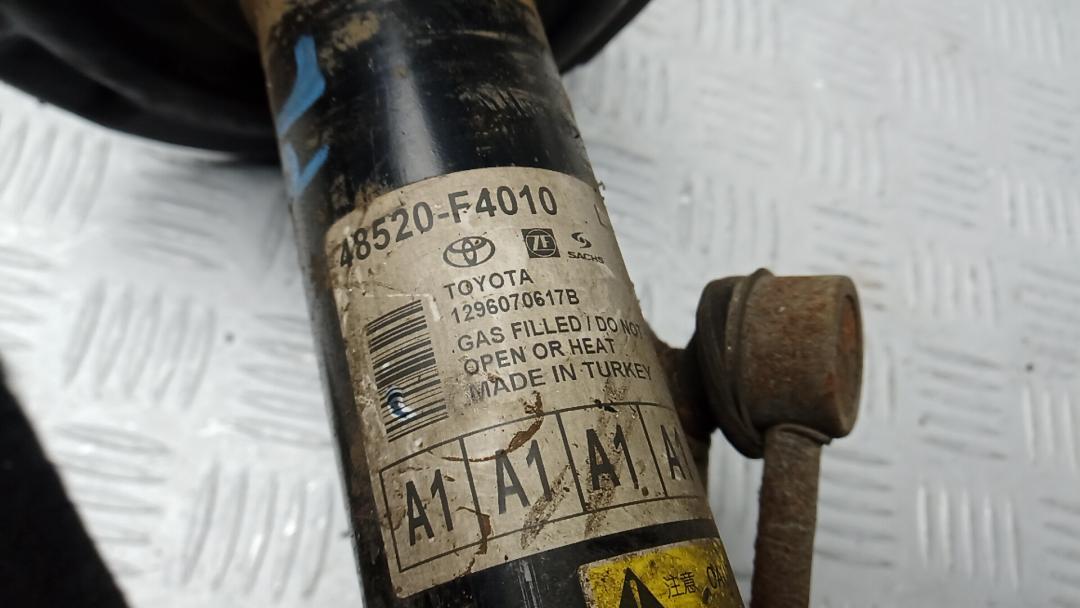 48520-F4010
ZF SACHS
TOYOTA
1296070617B
GAS FILLED / DO NOT
OPEN OR HEAT
MADE IN TURKEY
A1 A1 A1 A1
注意